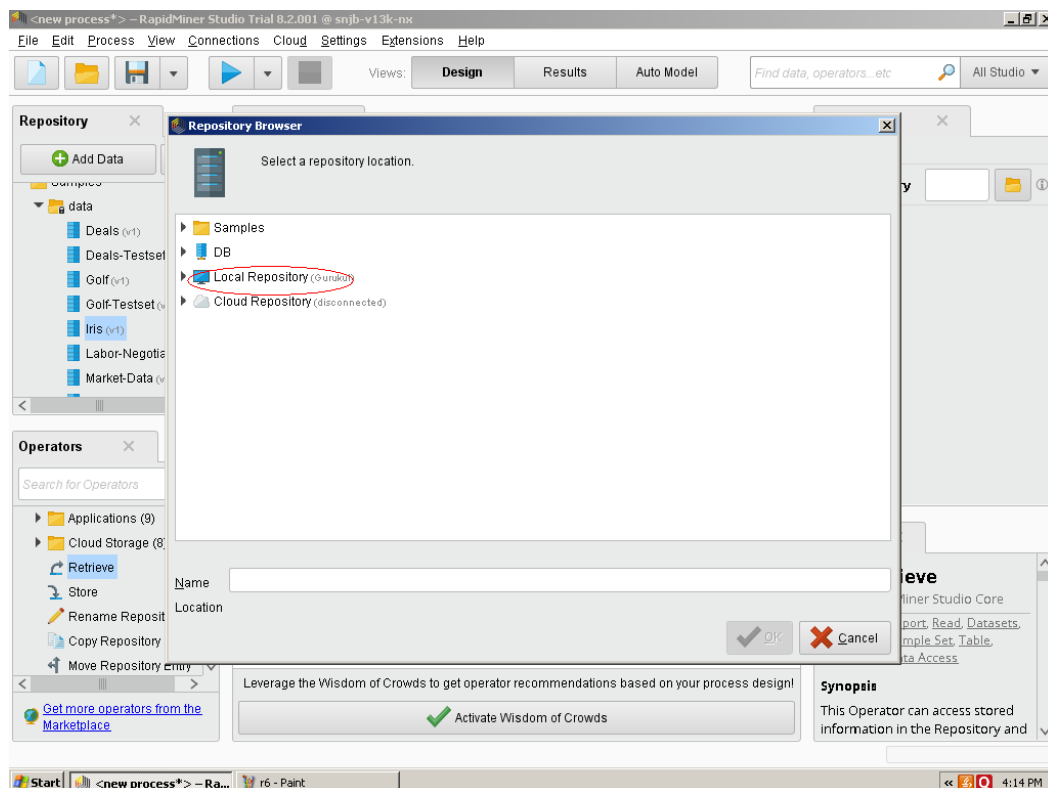 <new process*> – RapidMiner Studio Trial 8.2.001 @ snjb-v13k-nx
File Edit Process View Connections Cloud Settings Extensions Help
Views: Design Results Auto Model Find data, operators...etc All Studio
Repository
Repository Browser
Add Data
Select a repository location.
Samples
data
Deals (v1)
Deals-Testset
Golf (v1)
Golf-Testset
Iris (v1)
Labor-Negotia
Market-Data
Samples
DB
Local Repository (Gurukul)
Cloud Repository (disconnected)
Operators
Search for Operators
Applications (9)
Cloud Storage (8)
Retrieve
Store
Rename Reposit
Copy Repository
Move Repository Entry
Name
Location
OK Cancel
Get more operators from the
Marketplace
Leverage the Wisdom of Crowds to get operator recommendations based on your process design!
Activate Wisdom of Crowds
ieve
Miner Studio Core
port, Read, Datasets,
mple Set, Table,
ta Access
Synopsis
This Operator can access stored
information in the Repository and
Start <new process*> – Ra... r6 - Paint 4:14 PM